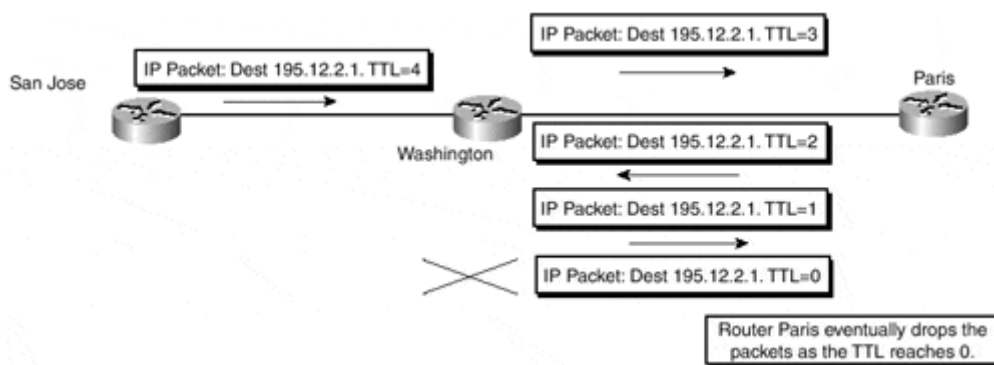 IP Packet: Dest 195.12.2.1. TTL=3
IP Packet: Dest 195.12.2.1. TTL=4
San Jose
Paris
Washington
IP Packet: Dest 195.12.2.1. TTL=2
IP Packet: Dest 195.12.2.1. TTL=1
IP Packet: Dest 195.12.2.1. TTL=0
Router Paris eventually drops the
packets as the TTL reaches 0.